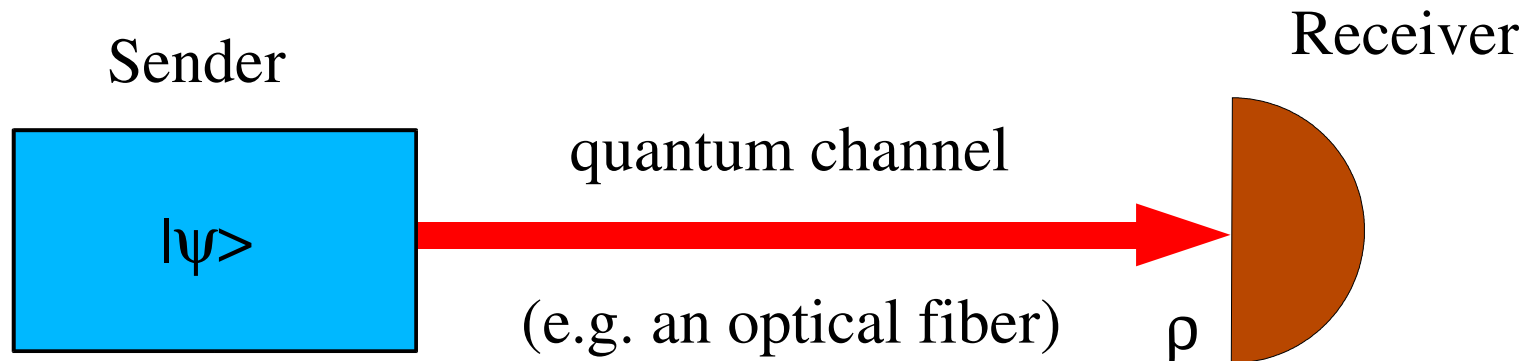 Sender
Receiver
quantum channel
|ψ>
(e.g. an optical fiber)
ρ